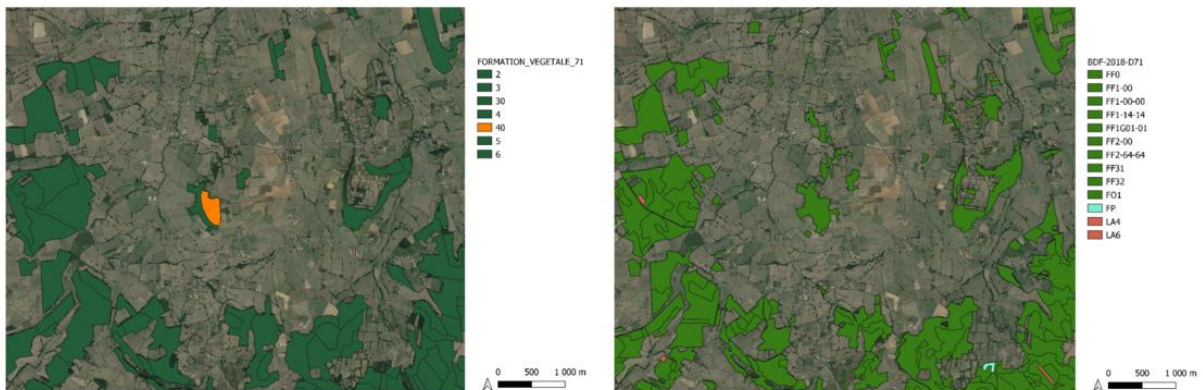 FORMATION_VEGETALE_71
2
3
30
4
40
5
6
0 500 1 000 m
BDF-2018-D71
FF0
FF1-00
FF1-00-00
FF1-14-14
FF1G01-01
FF2-00
FF2-64-64
FF31
FF32
FO1
FP
LA4
LA6
0 500 1 000 m